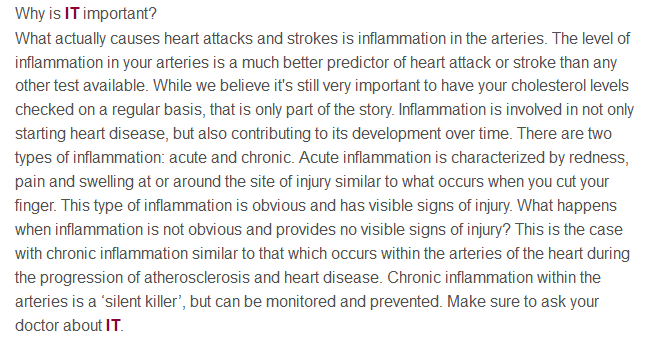 Why is IT important?
What actually causes heart attacks and strokes is inflammation in the arteries. The level of
inflammation in your arteries is a much better predictor of heart attack or stroke than any
other test available. While we believe it's still very important to have your cholesterol levels
checked on a regular basis, that is only part of the story. Inflammation is involved in not only
starting heart disease, but also contributing to its development over time. There are two
types of inflammation: acute and chronic. Acute inflammation is characterized by redness,
pain and swelling at or around the site of injury similar to what occurs when you cut your
finger. This type of inflammation is obvious and has visible signs of injury. What happens
when inflammation is not obvious and provides no visible signs of injury? This is the case
with chronic inflammation similar to that which occurs within the arteries of the heart during
the progression of atherosclerosis and heart disease. Chronic inflammation within the
arteries is a ‘silent killer’, but can be monitored and prevented. Make sure to ask your
doctor about IT.